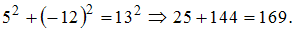 5² + (−12)² = 13² ⇒ 25 + 144 = 169.